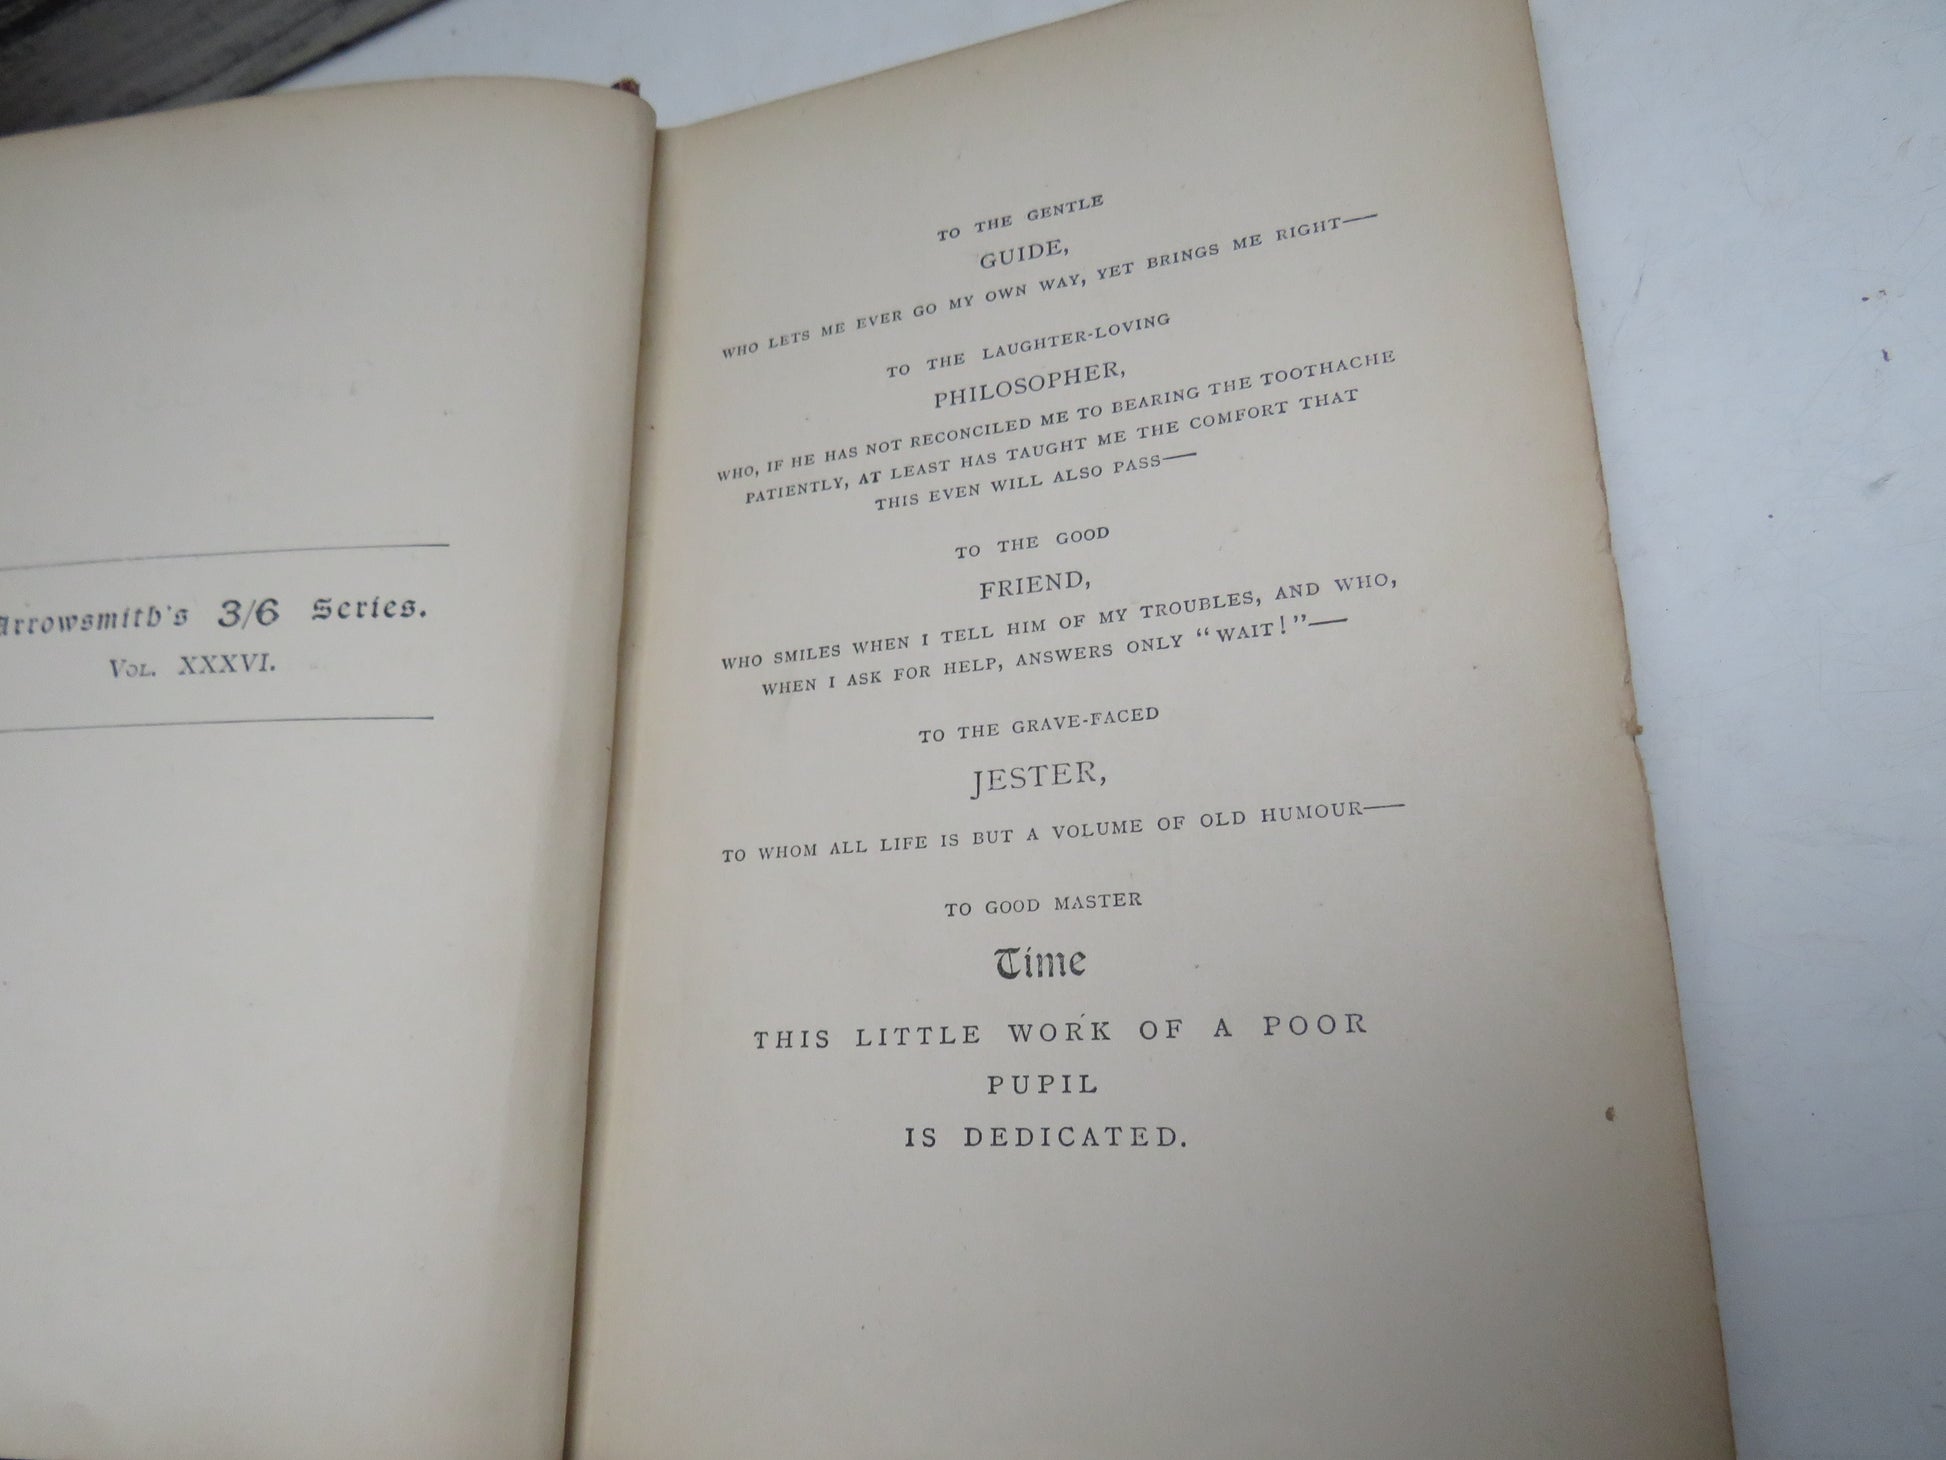 Arrowsmith's 3/6 Series.
VOL. XXXVI.
TO THE GENTLE
GUIDE,
WHO LETS ME EVER GO MY OWN WAY, YET BRINGS ME RIGHT—
TO THE LAUGHTER-LOVING
PHILOSOPHER,
WHO, IF HE HAS NOT RECONCILED ME TO BEARING THE TOOTHACHE
PATIENTLY, AT LEAST HAS TAUGHT ME THE COMFORT THAT
THIS EVEN WILL ALSO PASS—
TO THE GOOD
FRIEND,
WHO SMILES WHEN I TELL HIM OF MY TROUBLES, AND WHO,
WHEN I ASK FOR HELP, ANSWERS ONLY "WAIT!"—
TO THE GRAVE-FACED
JESTER,
TO WHOM ALL LIFE IS BUT A VOLUME OF OLD HUMOUR—
TO GOOD MASTER
Time
THIS LITTLE WORK OF A POOR
PUPIL
IS DEDICATED.